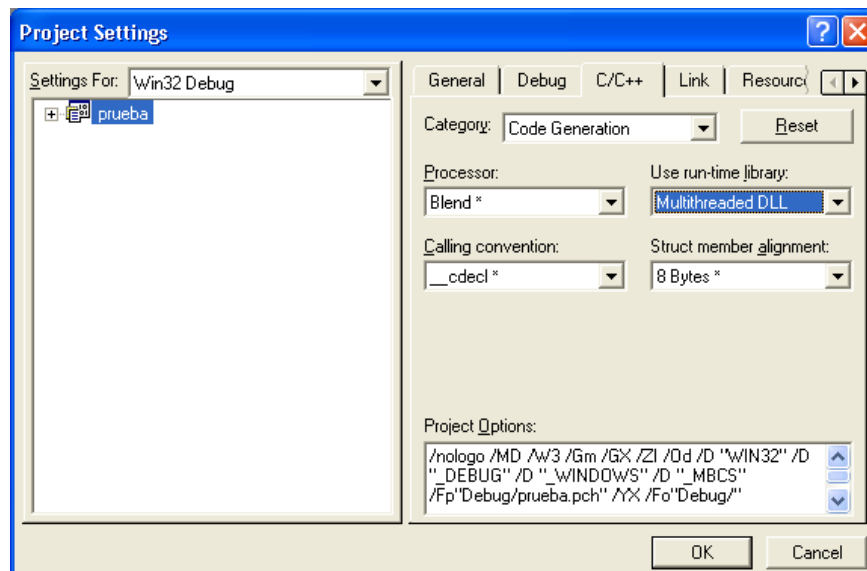 Project Settings
Settings For: Win32 Debug
prueba
General Debug C/C++ Link Resourc
Category: Code Generation Reset
Processor: Use run-time library:
Blend * Multithreaded DLL
Calling convention: Struct member alignment:
__cdecl * 8 Bytes *
Project Options:
/nologo /MD /W3 /Gm /GX /ZI /Od /D "WIN32" /D
"_DEBUG" /D "_WINDOWS" /D "_MBCS"
/Fp"Debug/prueba.pch" /YX /Fo"Debug/"
OK Cancel